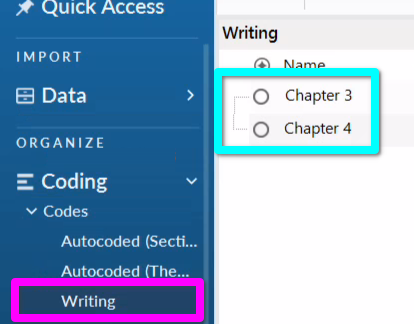 Quick Access
IMPORT
Data
ORGANIZE
Coding
Codes
Autocoded (Secti...
Autocoded (The...
Writing
Writing
Name
Chapter 3
Chapter 4